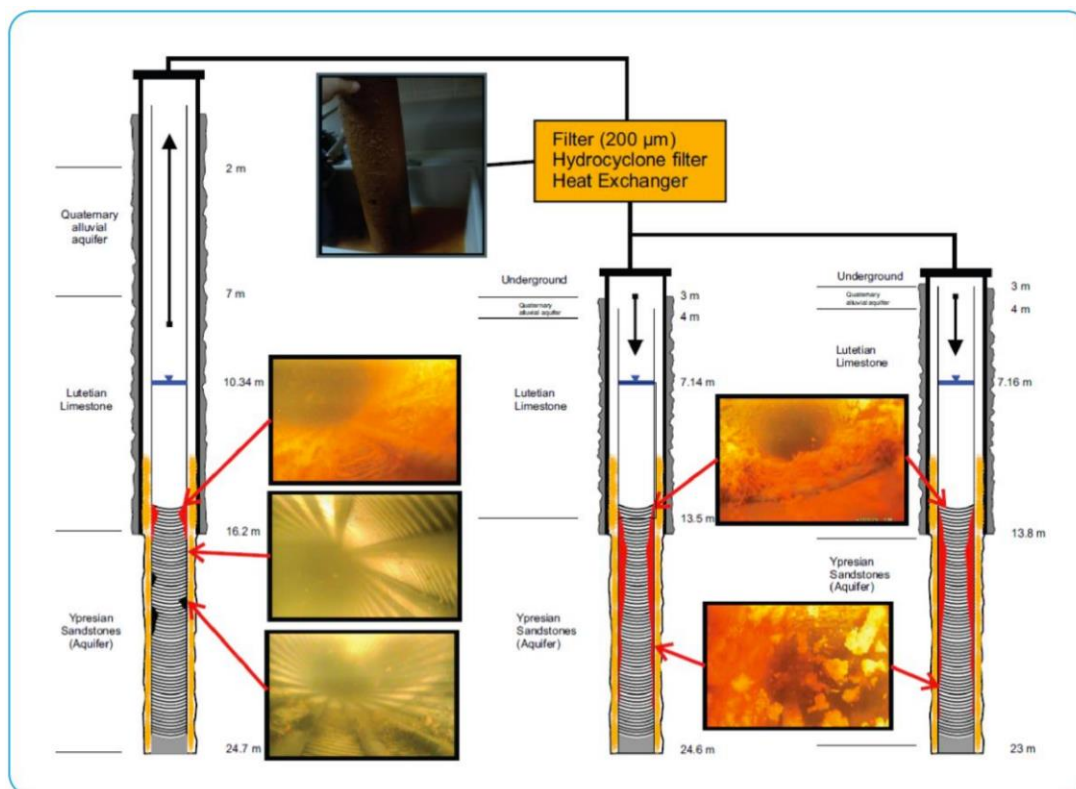 Filter (200 µm)
Hydrocyclone filter
Heat Exchanger
2 m
Quaternary
alluvial
aquifer
7 m
Lutetian
Limestone
10.34 m
16.2 m
Ypresian
Sandstones
(Aquifer)
24.7 m
Underground
3 m
Quaternary
alluvial aquifer
4 m
Lutetian
Limestone
7.14 m
13.5 m
Ypresian
Sandstones
(Aquifer)
24.6 m
Underground
3 m
Quaternary
alluvial aquifer
4 m
Lutetian
Limestone
7.16 m
13.8 m
Ypresian
Sandstones
(Aquifer)
23 m